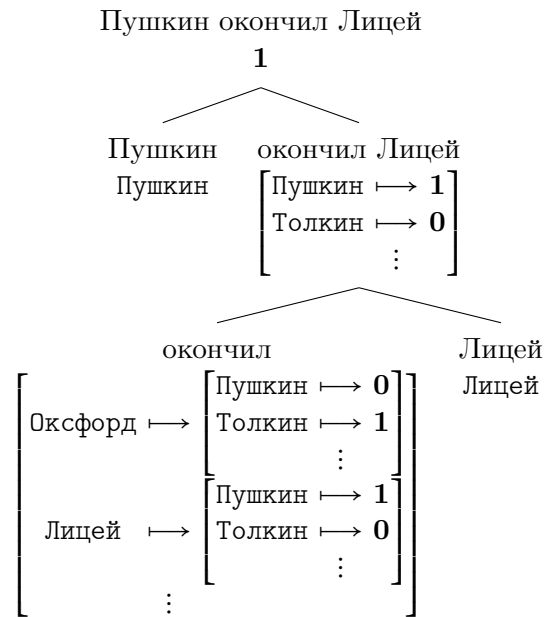 Пушкин окончил Лицей
1
Пушкин окончил Лицей
Пушкин [Пушкин ⟼ 1
Толкин ⟼ 0
⋮]
окончил Лицей
[Оксфорд ⟼ [Пушкин ⟼ 0
Толкин ⟼ 1
⋮] Лицей
Лицей ⟼ [Пушкин ⟼ 1
Толкин ⟼ 0
⋮]
⋮]